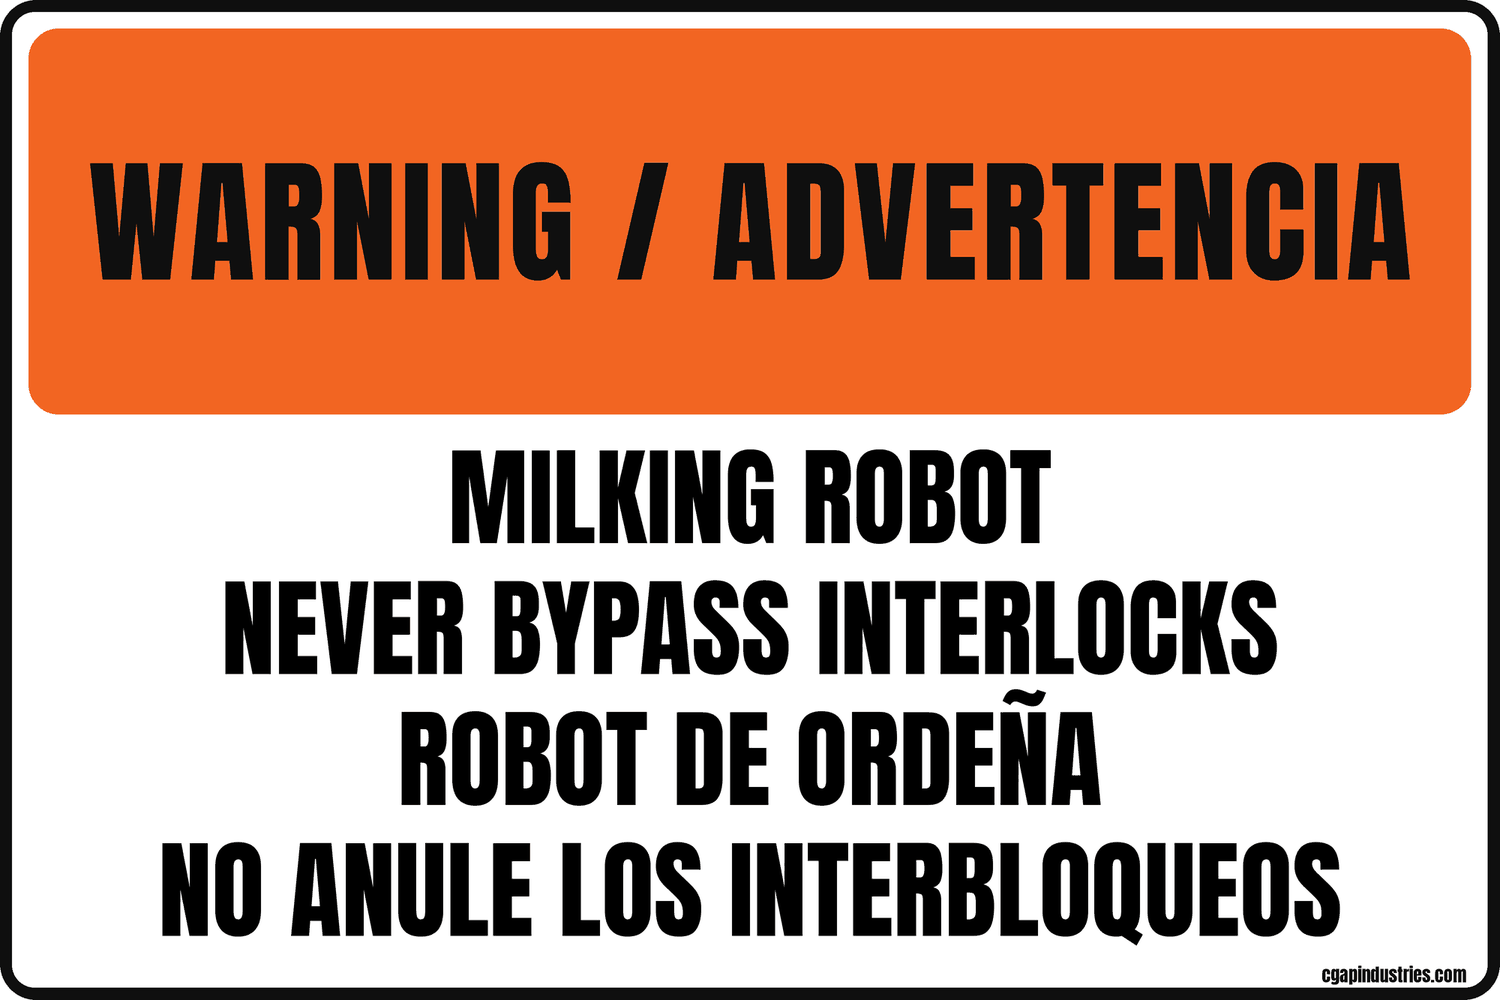 WARNING / ADVERTENCIA
MILKING ROBOT
NEVER BYPASS INTERLOCKS
ROBOT DE ORDEÑA
NO ANULE LOS INTERBLOQUEOS
cgapindustries.com